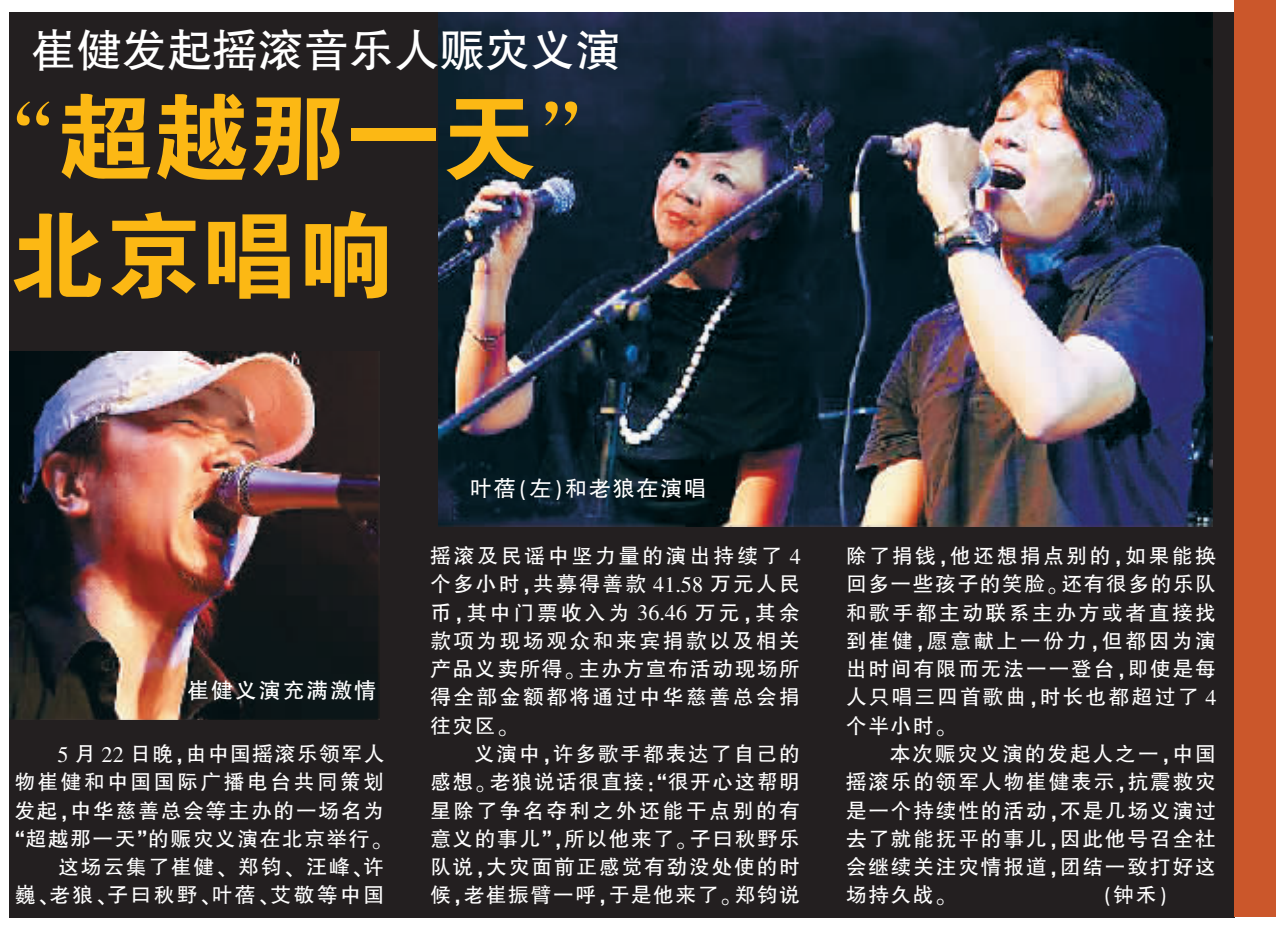 崔健发起摇滚音乐人赈灾义演
“超越那一天”
北京唱响
叶蓓(左)和老狼在演唱
崔健义演充满激情
5 月 22 日晚,由中国摇滚乐领军人
物崔健和中国国际广播电台共同策划
发起,中华慈善总会等主办的一场名为
“超越那一天”的赈灾义演在北京举行。
这场云集了崔健、郑钧、汪峰、许
巍、老狼、子曰秋野、叶蓓、艾敬等中国
摇滚及民谣中坚力量的演出持续了 4
个多小时,共募得善款 41.58 万元人民
币,其中门票收入为 36.46 万元,其余
款项为现场观众和来宾捐款以及相关
产品义卖所得。主办方宣布活动现场所
得全部金额都将通过中华慈善总会捐
往灾区。
义演中,许多歌手都表达了自己的
感想。老狼说话很直接:“很开心这帮明
星除了争名夺利之外还能干点别的有
意义的事儿”,所以他来了。子曰秋野乐
队说,大灾面前正感觉有劲没处使的时
候,老崔振臂一呼,于是他来了。郑钧说
除了捐钱,他还想捐点别的,如果能换
回多一些孩子的笑脸。还有很多的乐队
和歌手都主动联系主办方或者直接找
到崔健,愿意献上一份力,但都因为演
出时间有限而无法一一登台,即使是每
人只唱三四首歌曲,时长也都超过了 4
个半小时。
本次赈灾义演的发起人之一,中国
摇滚乐的领军人物崔健表示,抗震救灾
是一个持续性的活动,不是几场义演过
去了就能抚平的事儿,因此他号召全社
会继续关注灾情报道,团结一致打好这
场持久战。 (钟禾)